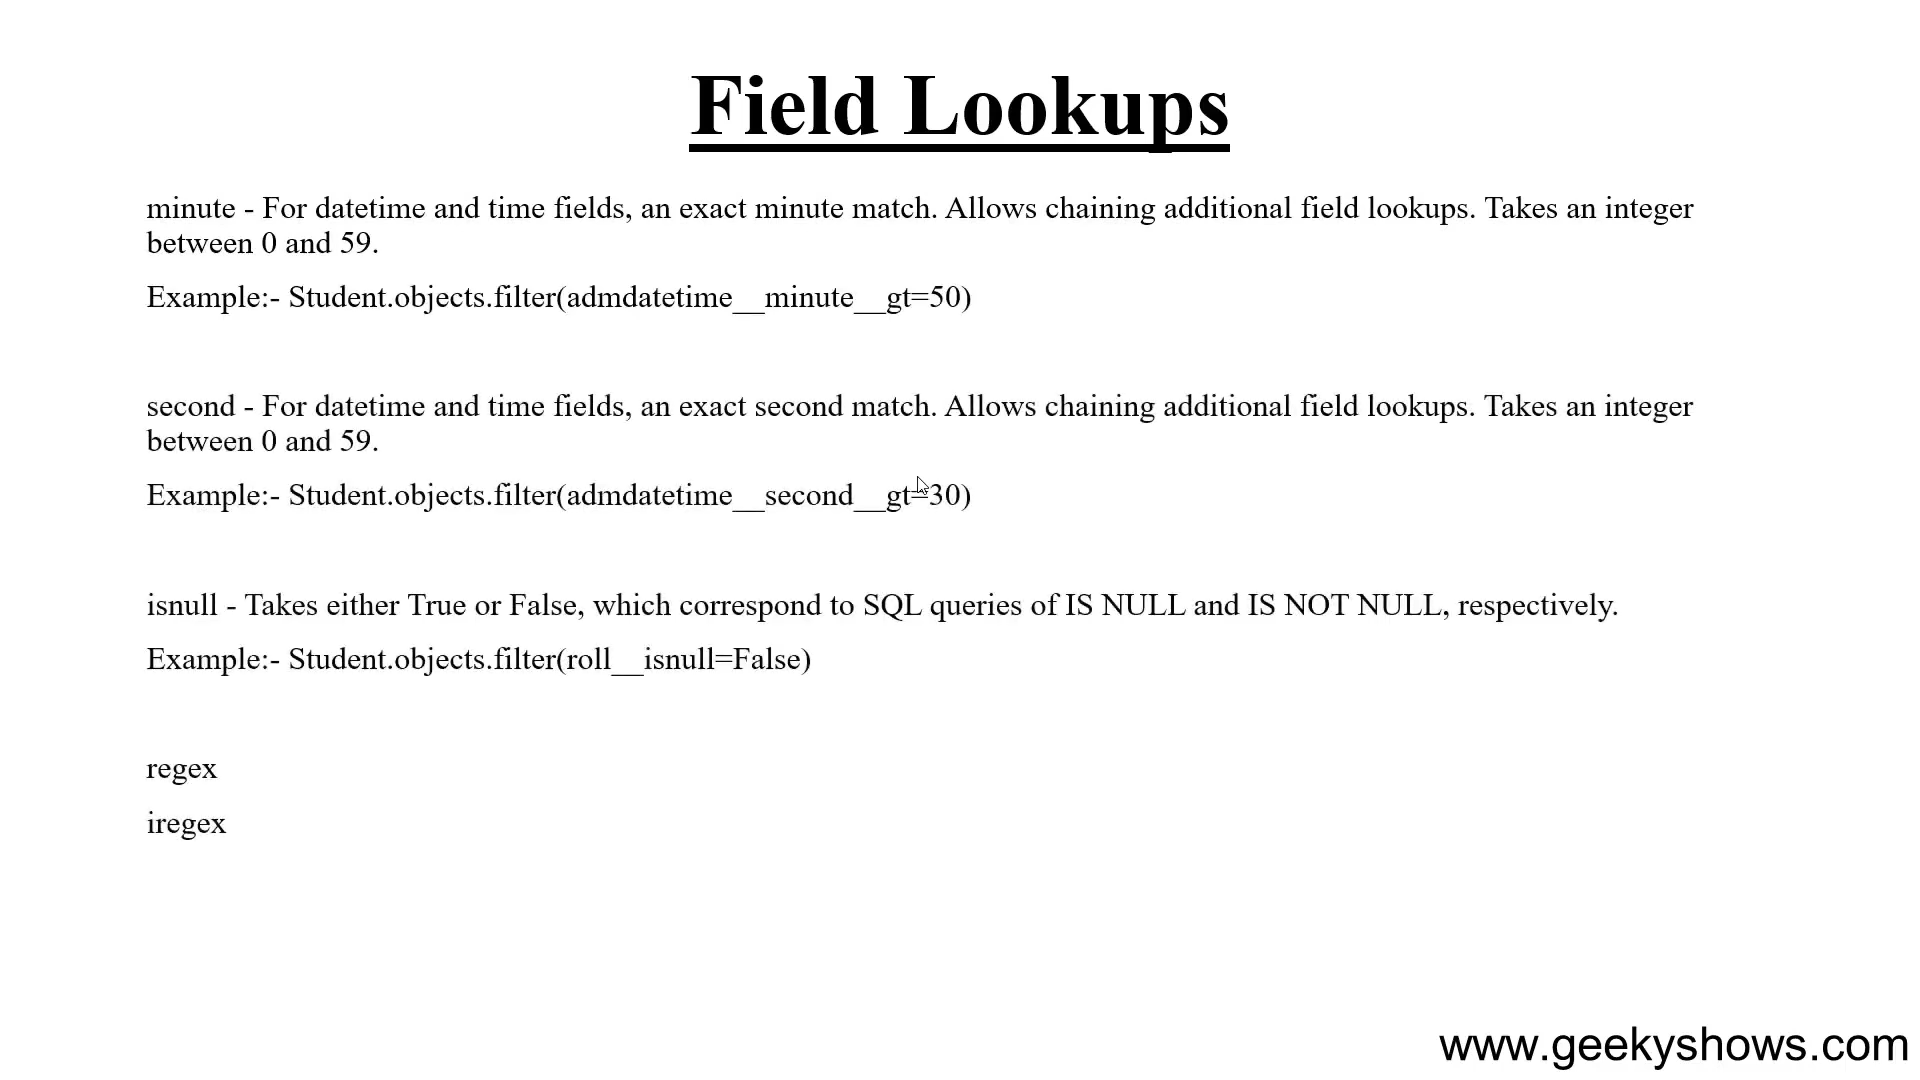 Field Lookups
minute - For datetime and time fields, an exact minute match. Allows chaining additional field lookups. Takes an integer
between 0 and 59.
Example:- Student.objects.filter(admdatetime__minute__gt=50)
second - For datetime and time fields, an exact second match. Allows chaining additional field lookups. Takes an integer
between 0 and 59.
Example:- Student.objects.filter(admdatetime__second__gt=30)
isnull - Takes either True or False, which correspond to SQL queries of IS NULL and IS NOT NULL, respectively.
Example:- Student.objects.filter(roll__isnull=False)
regex
iregex
www.geekyshows.com